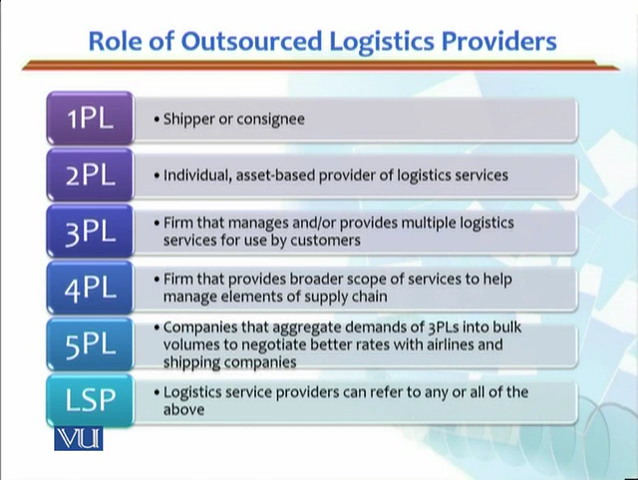 Role of Outsourced Logistics Providers
1PL
• Shipper or consignee
2PL
• Individual, asset-based provider of logistics services
3PL
• Firm that manages and/or provides multiple logistics
services for use by customers
4PL
• Firm that provides broader scope of services to help
manage elements of supply chain
5PL
• Companies that aggregate demands of 3PLs into bulk
volumes to negotiate better rates with airlines and
shipping companies
LSP
• Logistics service providers can refer to any or all of the
above
VU